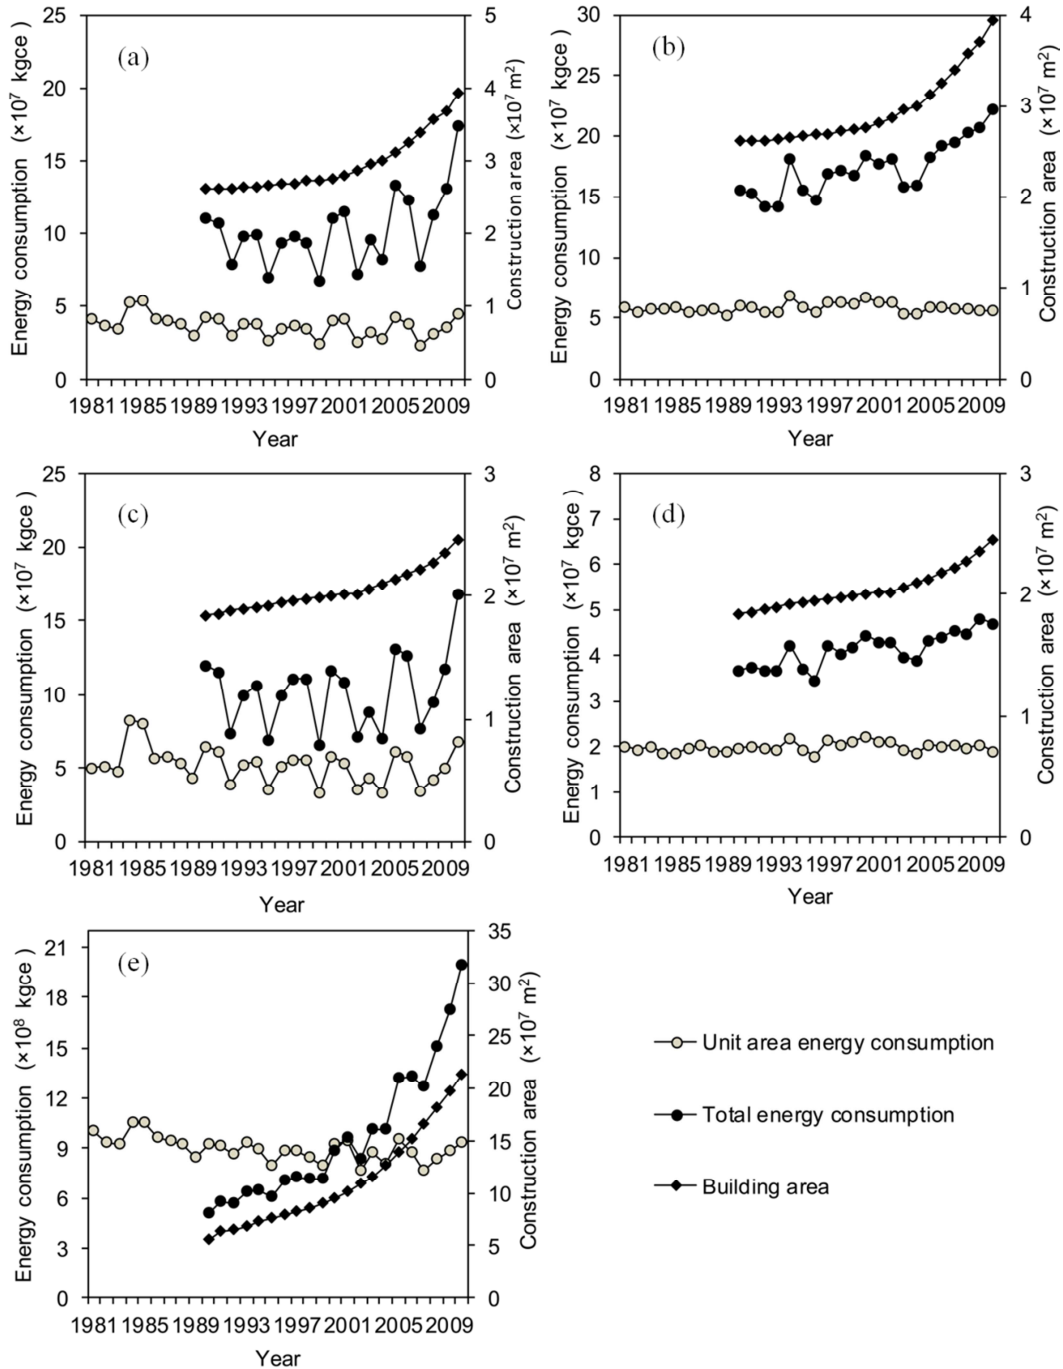 (a)
Energy consumption (×10⁷ kgce )
25
20
15
10
5
0
5
4
3
2
1
0
Construction area (×10⁷ m²)
1981 1985 1989 1993 1997 2001 2005 2009
Year
(b)
Energy consumption (×10⁷ kgce )
30
25
20
15
10
5
0
4
3
2
1
0
Construction area (×10⁷ m²)
1981 1985 1989 1993 1997 2001 2005 2009
Year
(c)
Energy consumption (×10⁷ kgce )
25
20
15
10
5
0
3
2
1
0
Construction area (×10⁷ m²)
1981 1985 1989 1993 1997 2001 2005 2009
Year
(d)
Energy consumption (×10⁷ kgce )
8
7
6
5
4
3
2
1
0
3
2
1
0
Construction area (×10⁷ m²)
1981 1985 1989 1993 1997 2001 2005 2009
Year
(e)
Energy consumption (×10⁸ kgce )
21
18
15
12
9
6
3
0
35
30
25
20
15
10
5
0
Construction area (×10⁷ m²)
1981 1985 1989 1993 1997 2001 2005 2009
Year
Unit area energy consumption
Total energy consumption
Building area